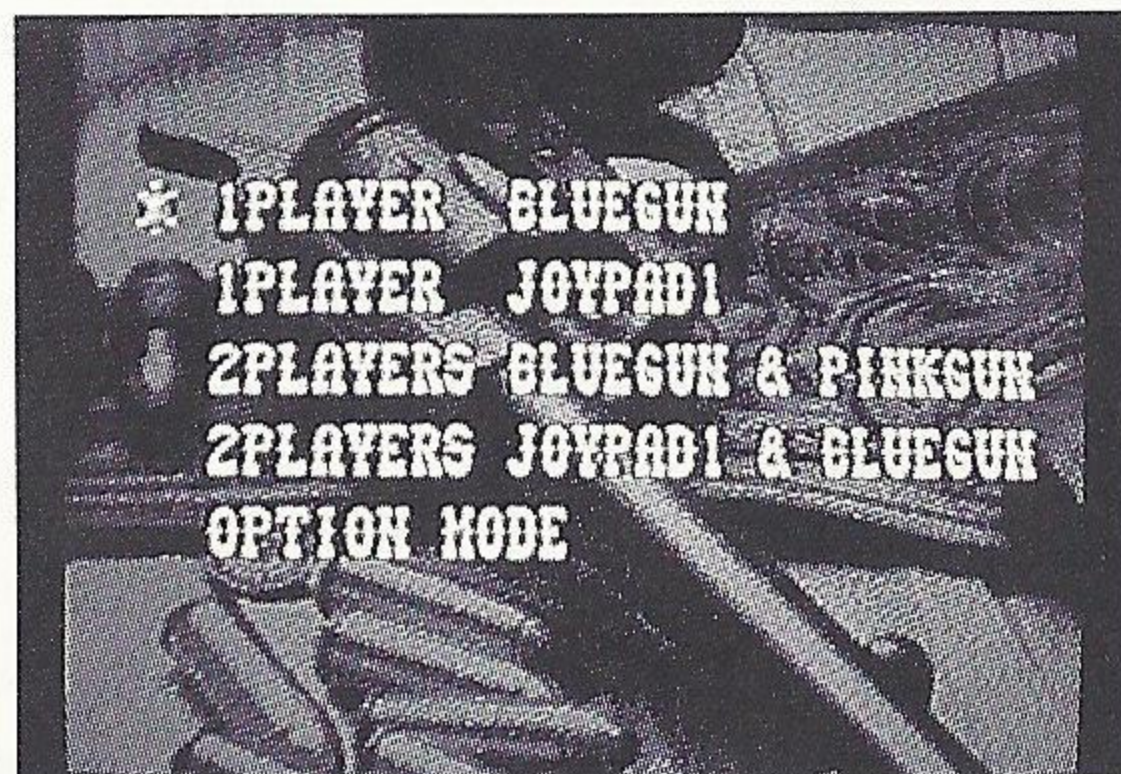 * 1PLAYER BLUEGUN
1PLAYER JOYPAD1
2PLAYERS BLUEGUN & PINKGUN
2PLAYERS JOYPAD1 & BLUEGUN
OPTION MODE